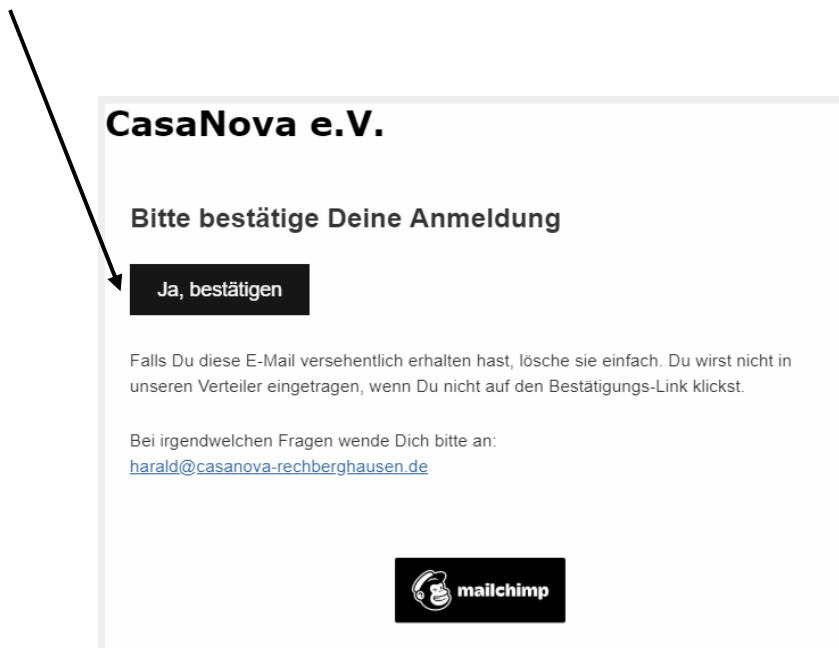 CasaNova e.V.
Bitte bestätige Deine Anmeldung
Ja, bestätigen
Falls Du diese E-Mail versehentlich erhalten hast, lösche sie einfach. Du wirst nicht in
unseren Verteiler eingetragen, wenn Du nicht auf den Bestätigungs-Link klickst.
Bei irgendwelchen Fragen wende Dich bitte an:
harald@casanova-rechberghausen.de
mailchimp